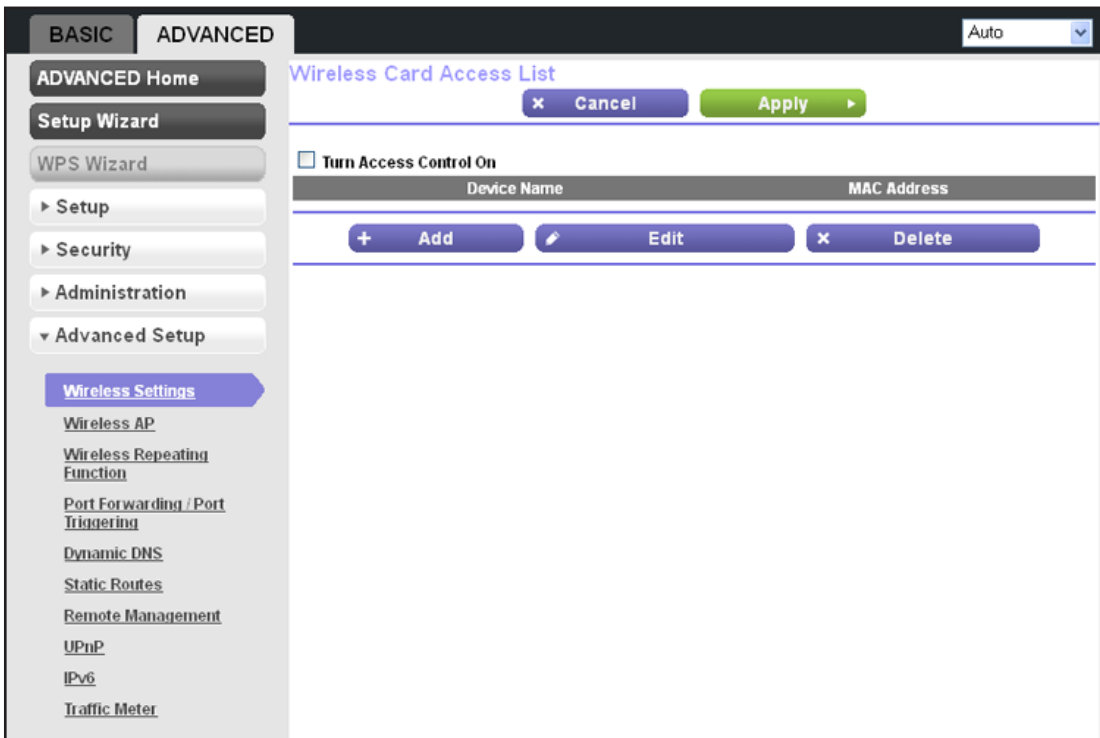 BASIC
ADVANCED
Auto
ADVANCED Home
Setup Wizard
WPS Wizard
Setup
Security
Administration
Advanced Setup
Wireless Settings
Wireless AP
Wireless Repeating
Function
Port Forwarding / Port
Triggering
Dynamic DNS
Static Routes
Remote Management
UPnP
IPv6
Traffic Meter
Wireless Card Access List
Cancel
Apply
Turn Access Control On
Device Name
MAC Address
Add
Edit
Delete